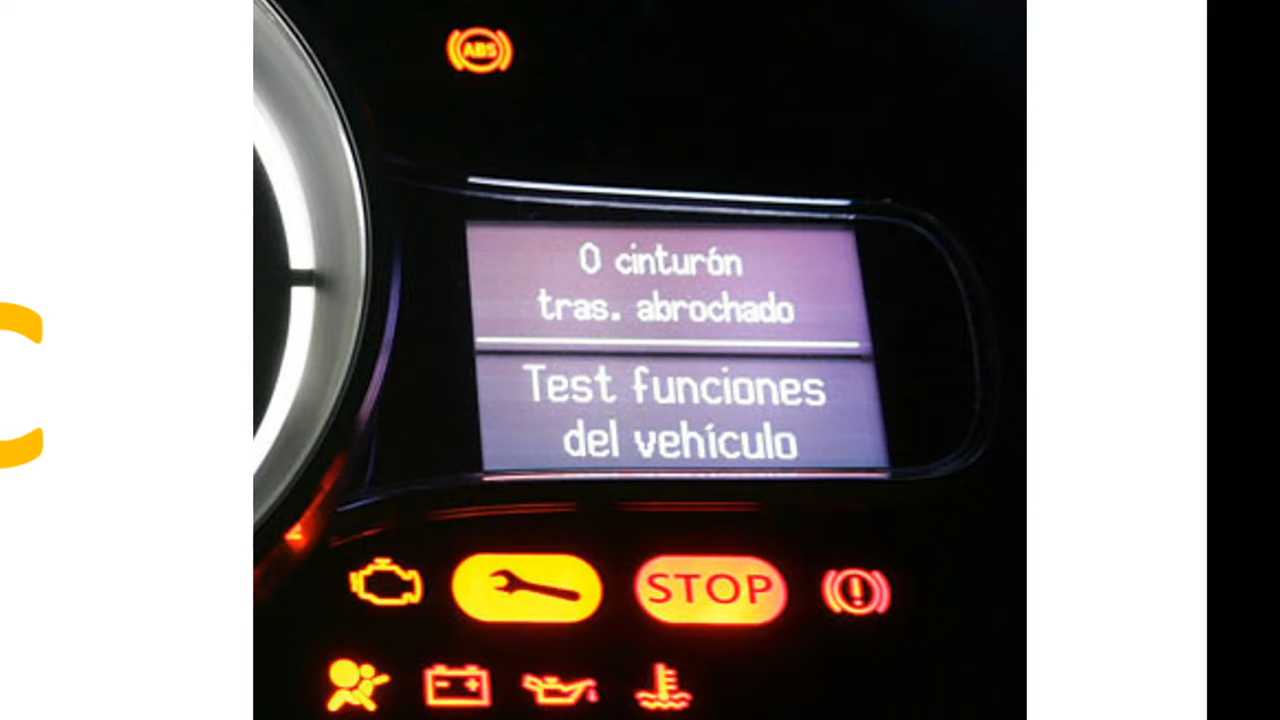 ABS
0 cinturón
tras. abrochado
Test funciones
del vehículo
STOP